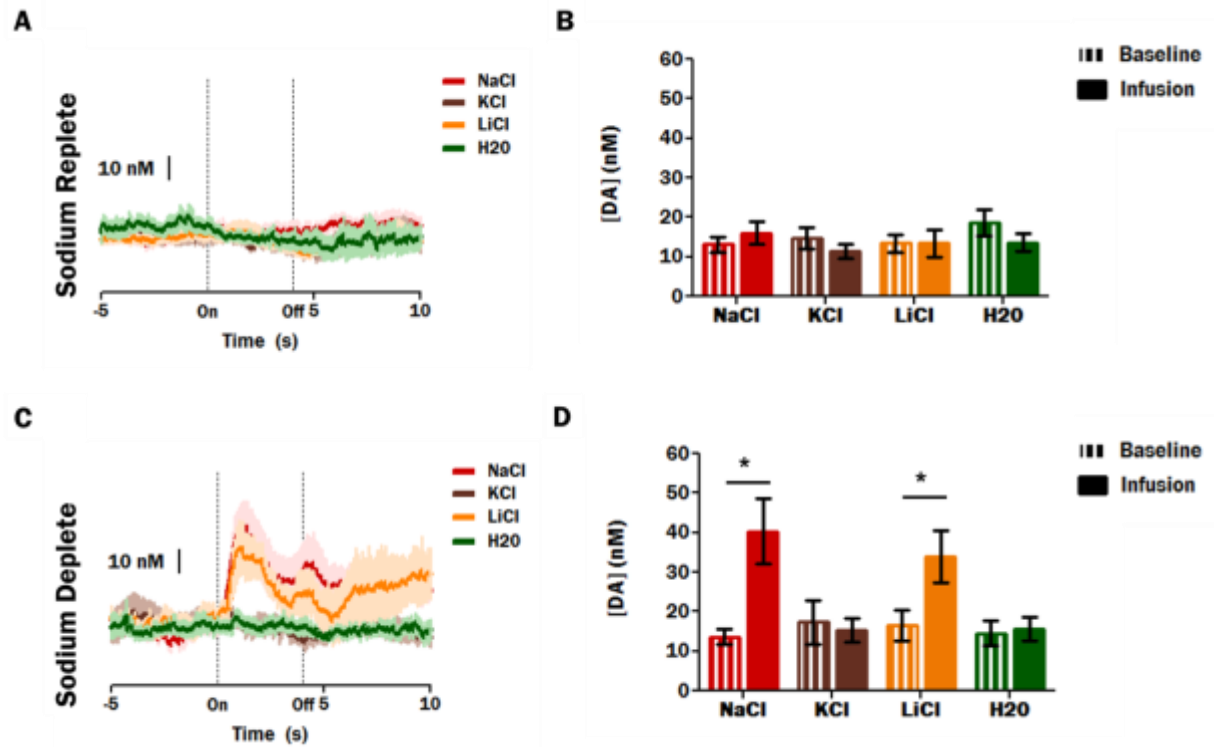 A
Sodium Replete
NaCl
KCl
LiCl
H20
10 nM
-5
On
Off 5
10
Time (s)
B
Baseline
Infusion
[DA] (nM)
60
50
40
30
20
10
0
NaCl
KCl
LiCl
H20
C
Sodium Deplete
NaCl
KCl
LiCl
H20
10 nM
-5
On
Off 5
10
Time (s)
D
Baseline
Infusion
[DA] (nM)
60
50
40
30
20
10
0
*
*
NaCl
KCl
LiCl
H20